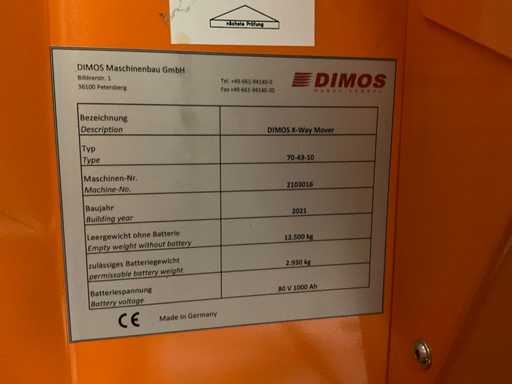 nächste Prüfung
DIMOS Maschinenbau GmbH
36100 Petersberg
Tel. +49-661-94140-0
Fax +49-661-94140-20
DIMOS
Bezeichnung
Description
DIMOS X-Way Mover
Typ
Type
70-43-10
Maschinen-Nr.
Machine-No.
2103016
Baujahr
Building year
2021
Leergewicht ohne Batterie
Empty weight without battery
13.500 kg
zulässiges Batteriegewicht
permissable battery weight
2.930 kg
Batteriespannung
Battery voltage
80 V 1000 Ah
CE
Made in Germany